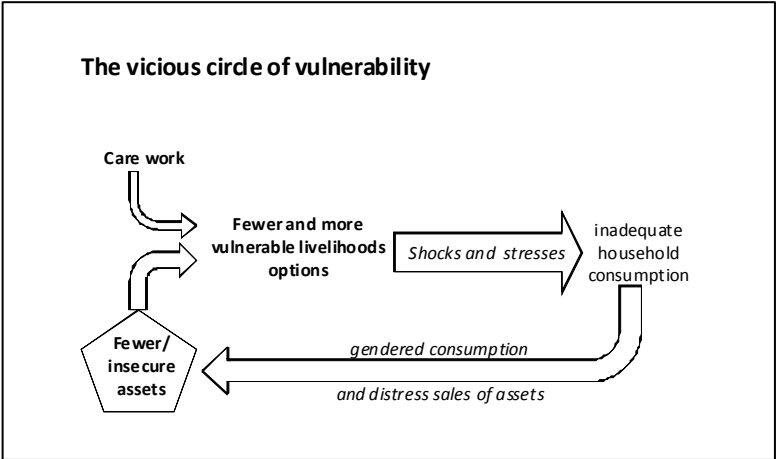 The vicious circle of vulnerability
Care work
Fewer and more
vulnerable livelihoods
options
Shocks and stresses
inadequate
household
consumption
Fewer/
insecure
assets
gendered consumption
and distress sales of assets